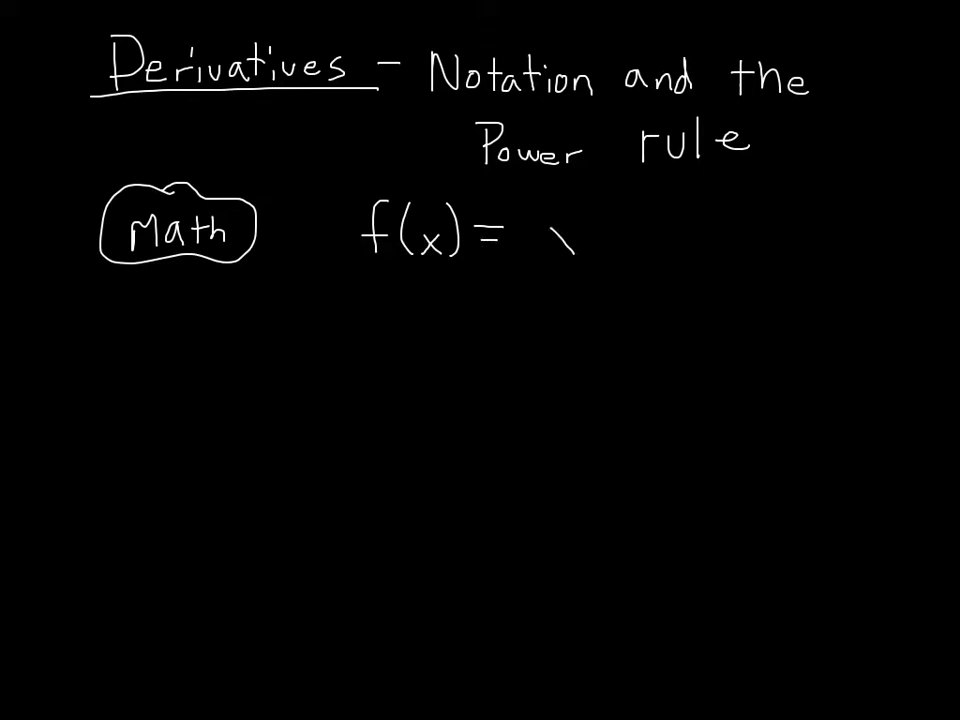 Derivatives - Notation and the
Power rule
Math f(x) = \